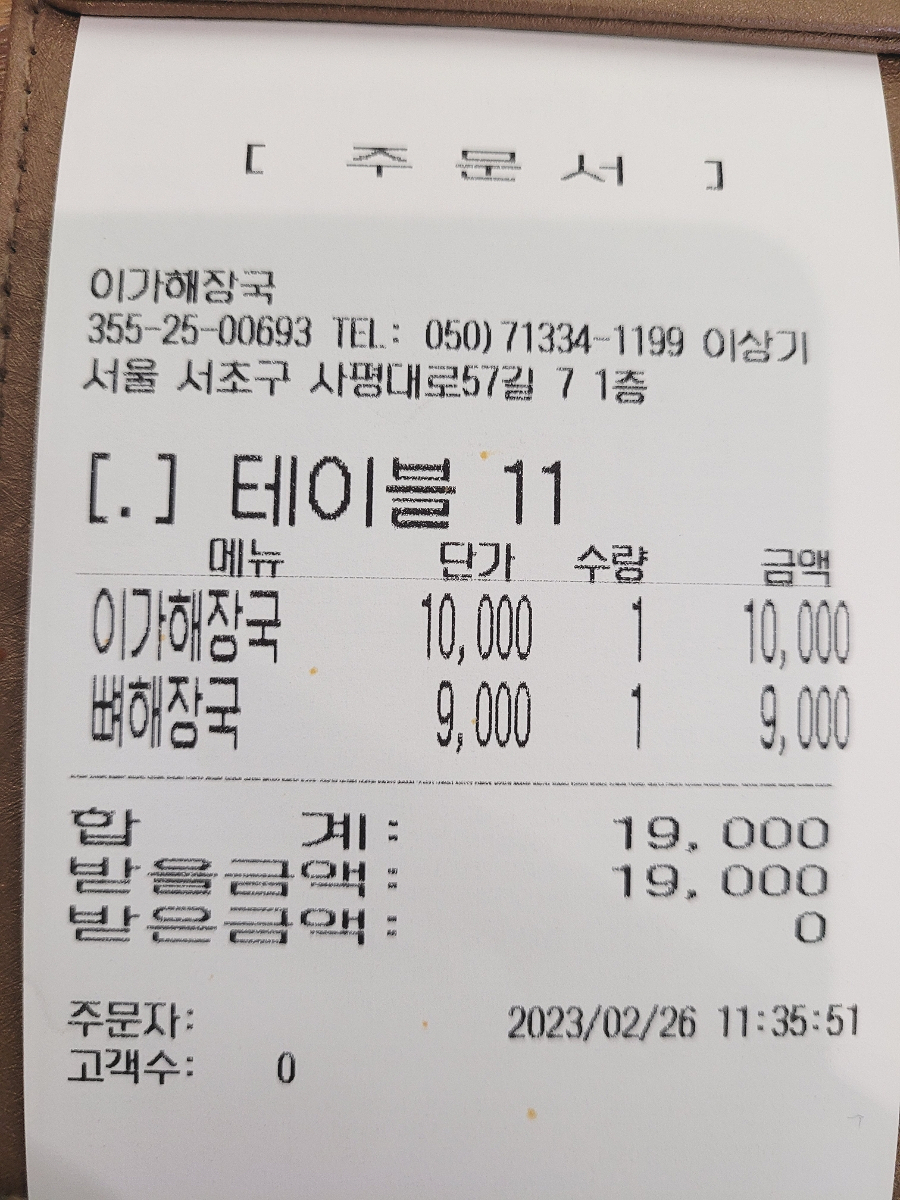 [ 주 문 서 ]
이가해장국
355-25-00693 TEL: 050)71334-1199 이상기
서울 서초구 사평대로57길 7 1층
[.] 테이블 11
메뉴 단가 수량 금액
이가해장국 10,000 1 10,000
뼈해장국 9,000 1 9,000
합 계: 19,000
받을금액: 19,000
받은금액: 0
주문자: 2023/02/26 11:35:51
고객수: 0